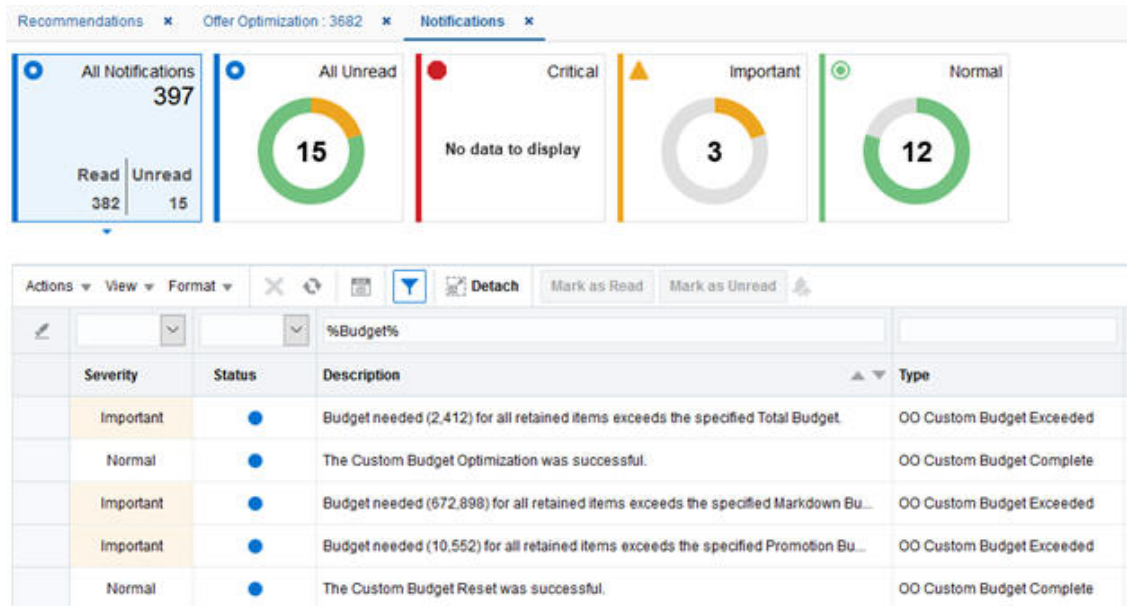 Recommendations × Offer Optimization : 3682 × Notifications ×
All Notifications
397
Read Unread
382 15
All Unread
15
Critical
No data to display
Important
3
Normal
12
Actions View Format Detach Mark as Read Mark as Unread
%Budget%
Severity Status Description Type
Important Budget needed (2,412) for all retained items exceeds the specified Total Budget. OO Custom Budget Exceeded
Normal The Custom Budget Optimization was successful. OO Custom Budget Complete
Important Budget needed (672,898) for all retained items exceeds the specified Markdown Bu... OO Custom Budget Exceeded
Important Budget needed (10,552) for all retained items exceeds the specified Promotion Bu... OO Custom Budget Exceeded
Normal The Custom Budget Reset was successful. OO Custom Budget Complete